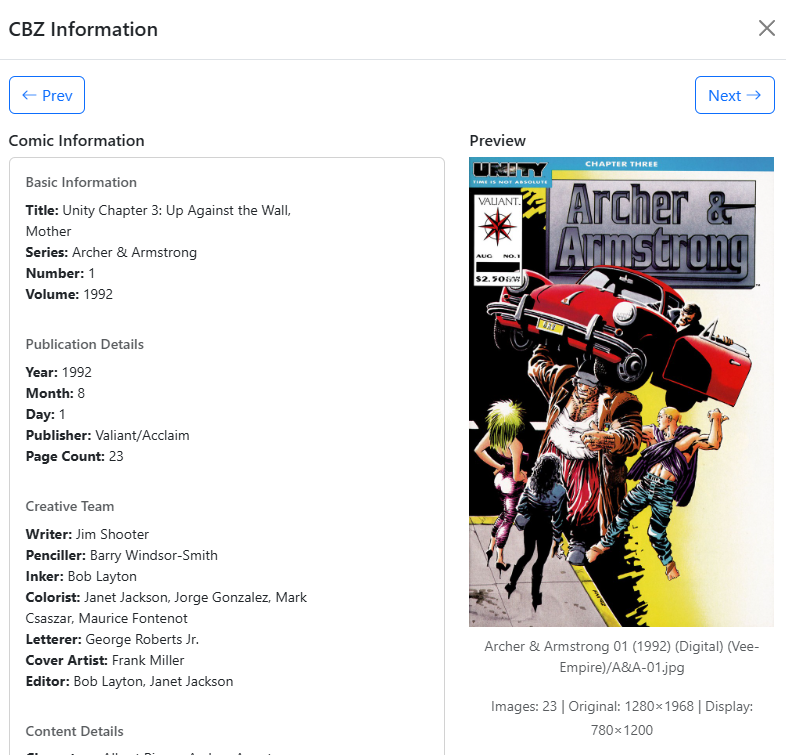 CBZ Information
← Prev
Next →
Comic Information
Basic Information
Title: Unity Chapter 3: Up Against the Wall,
Mother
Series: Archer & Armstrong
Number: 1
Volume: 1992
Publication Details
Year: 1992
Month: 8
Day: 1
Publisher: Valiant/Acclaim
Page Count: 23
Creative Team
Writer: Jim Shooter
Penciller: Barry Windsor-Smith
Inker: Bob Layton
Colorist: Janet Jackson, Jorge Gonzalez, Mark
Csaszar, Maurice Fontenot
Letterer: George Roberts Jr.
Cover Artist: Frank Miller
Editor: Bob Layton, Janet Jackson
Content Details
Preview
UNITY
TIME IS NOT ABSOLUTE
CHAPTER THREE
VALIANT
AUG NO.1
$2.50
Archer &
Armstrong
A&A
Archer & Armstrong 01 (1992) (Digital) (Vee-
Empire)/A&A-01.jpg
Images: 23 | Original: 1280×1968 | Display:
780×1200